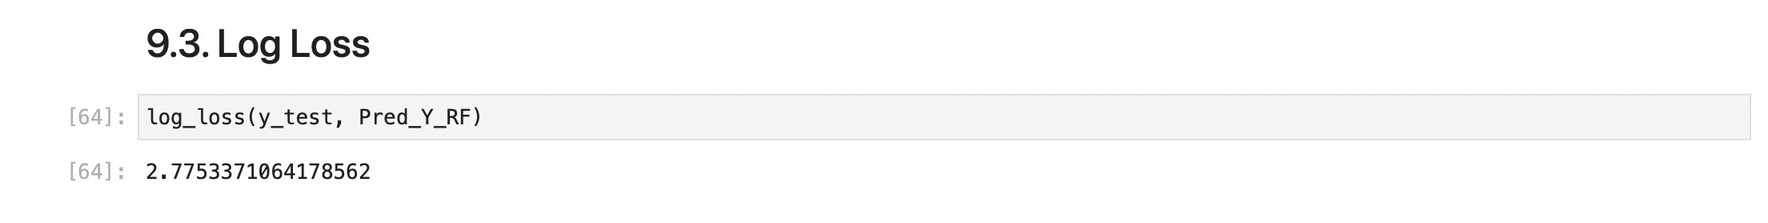 9.3. Log Loss
[64]: log_loss(y_test, Pred_Y_RF)
[64]: 2.7753371064178562